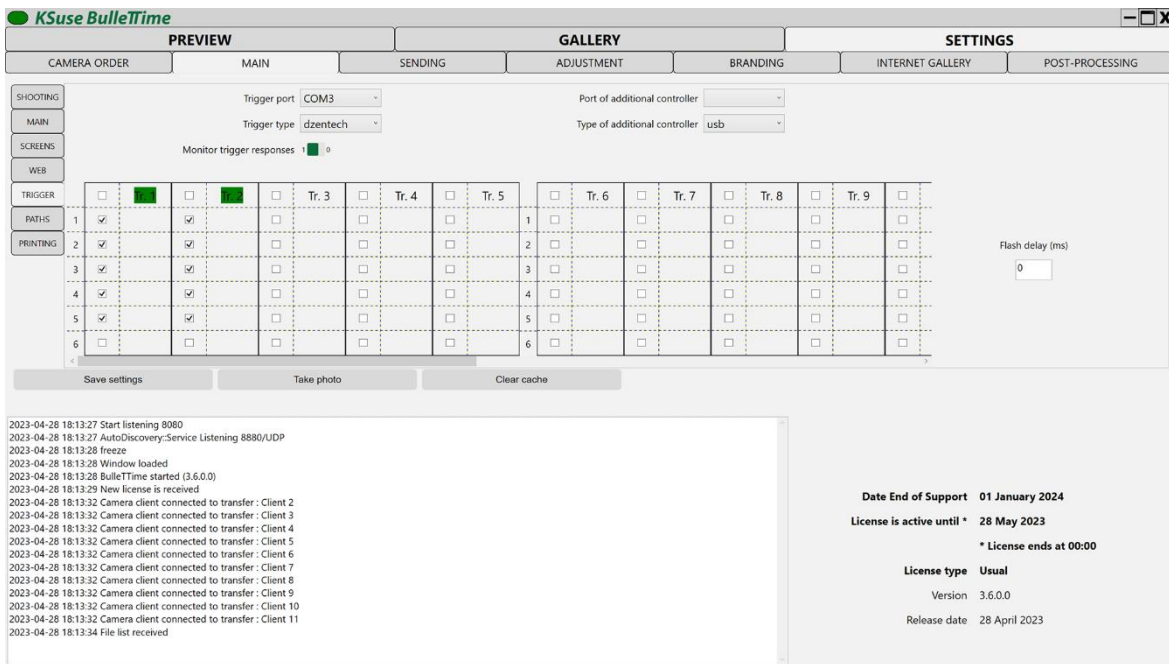 KSuse BulleTTime
PREVIEW GALLERY SETTINGS
CAMERA ORDER MAIN SENDING ADJUSTMENT BRANDING INTERNET GALLERY POST-PROCESSING
SHOOTING Trigger port COM3 Port of additional controller
MAIN Trigger type dzentech Type of additional controller usb
SCREENS Monitor trigger responses 1 0
WEB
TRIGGER Tr. 1 Tr. 2 Tr. 3 Tr. 4 Tr. 5 Tr. 6 Tr. 7 Tr. 8 Tr. 9
PATHS 1 1
PRINTING 2 2 Flash delay (ms)
3 3 0
4 4
5 5
6 6
Save settings Take photo Clear cache
2023-04-28 18:13:27 Start listening 8080
2023-04-28 18:13:27 AutoDiscovery::Service Listening 8880/UDP
2023-04-28 18:13:28 freeze
2023-04-28 18:13:28 Window loaded
2023-04-28 18:13:28 BulleTTime started (3.6.0.0)
2023-04-28 18:13:29 New license is received
2023-04-28 18:13:32 Camera client connected to transfer : Client 2
2023-04-28 18:13:32 Camera client connected to transfer : Client 3
2023-04-28 18:13:32 Camera client connected to transfer : Client 4
2023-04-28 18:13:32 Camera client connected to transfer : Client 5
2023-04-28 18:13:32 Camera client connected to transfer : Client 6
2023-04-28 18:13:32 Camera client connected to transfer : Client 7
2023-04-28 18:13:32 Camera client connected to transfer : Client 8
2023-04-28 18:13:32 Camera client connected to transfer : Client 9
2023-04-28 18:13:32 Camera client connected to transfer : Client 10
2023-04-28 18:13:32 Camera client connected to transfer : Client 11
2023-04-28 18:13:34 File list received
Date End of Support 01 January 2024
License is active until * 28 May 2023
* License ends at 00:00
License type Usual
Version 3.6.0.0
Release date 28 April 2023